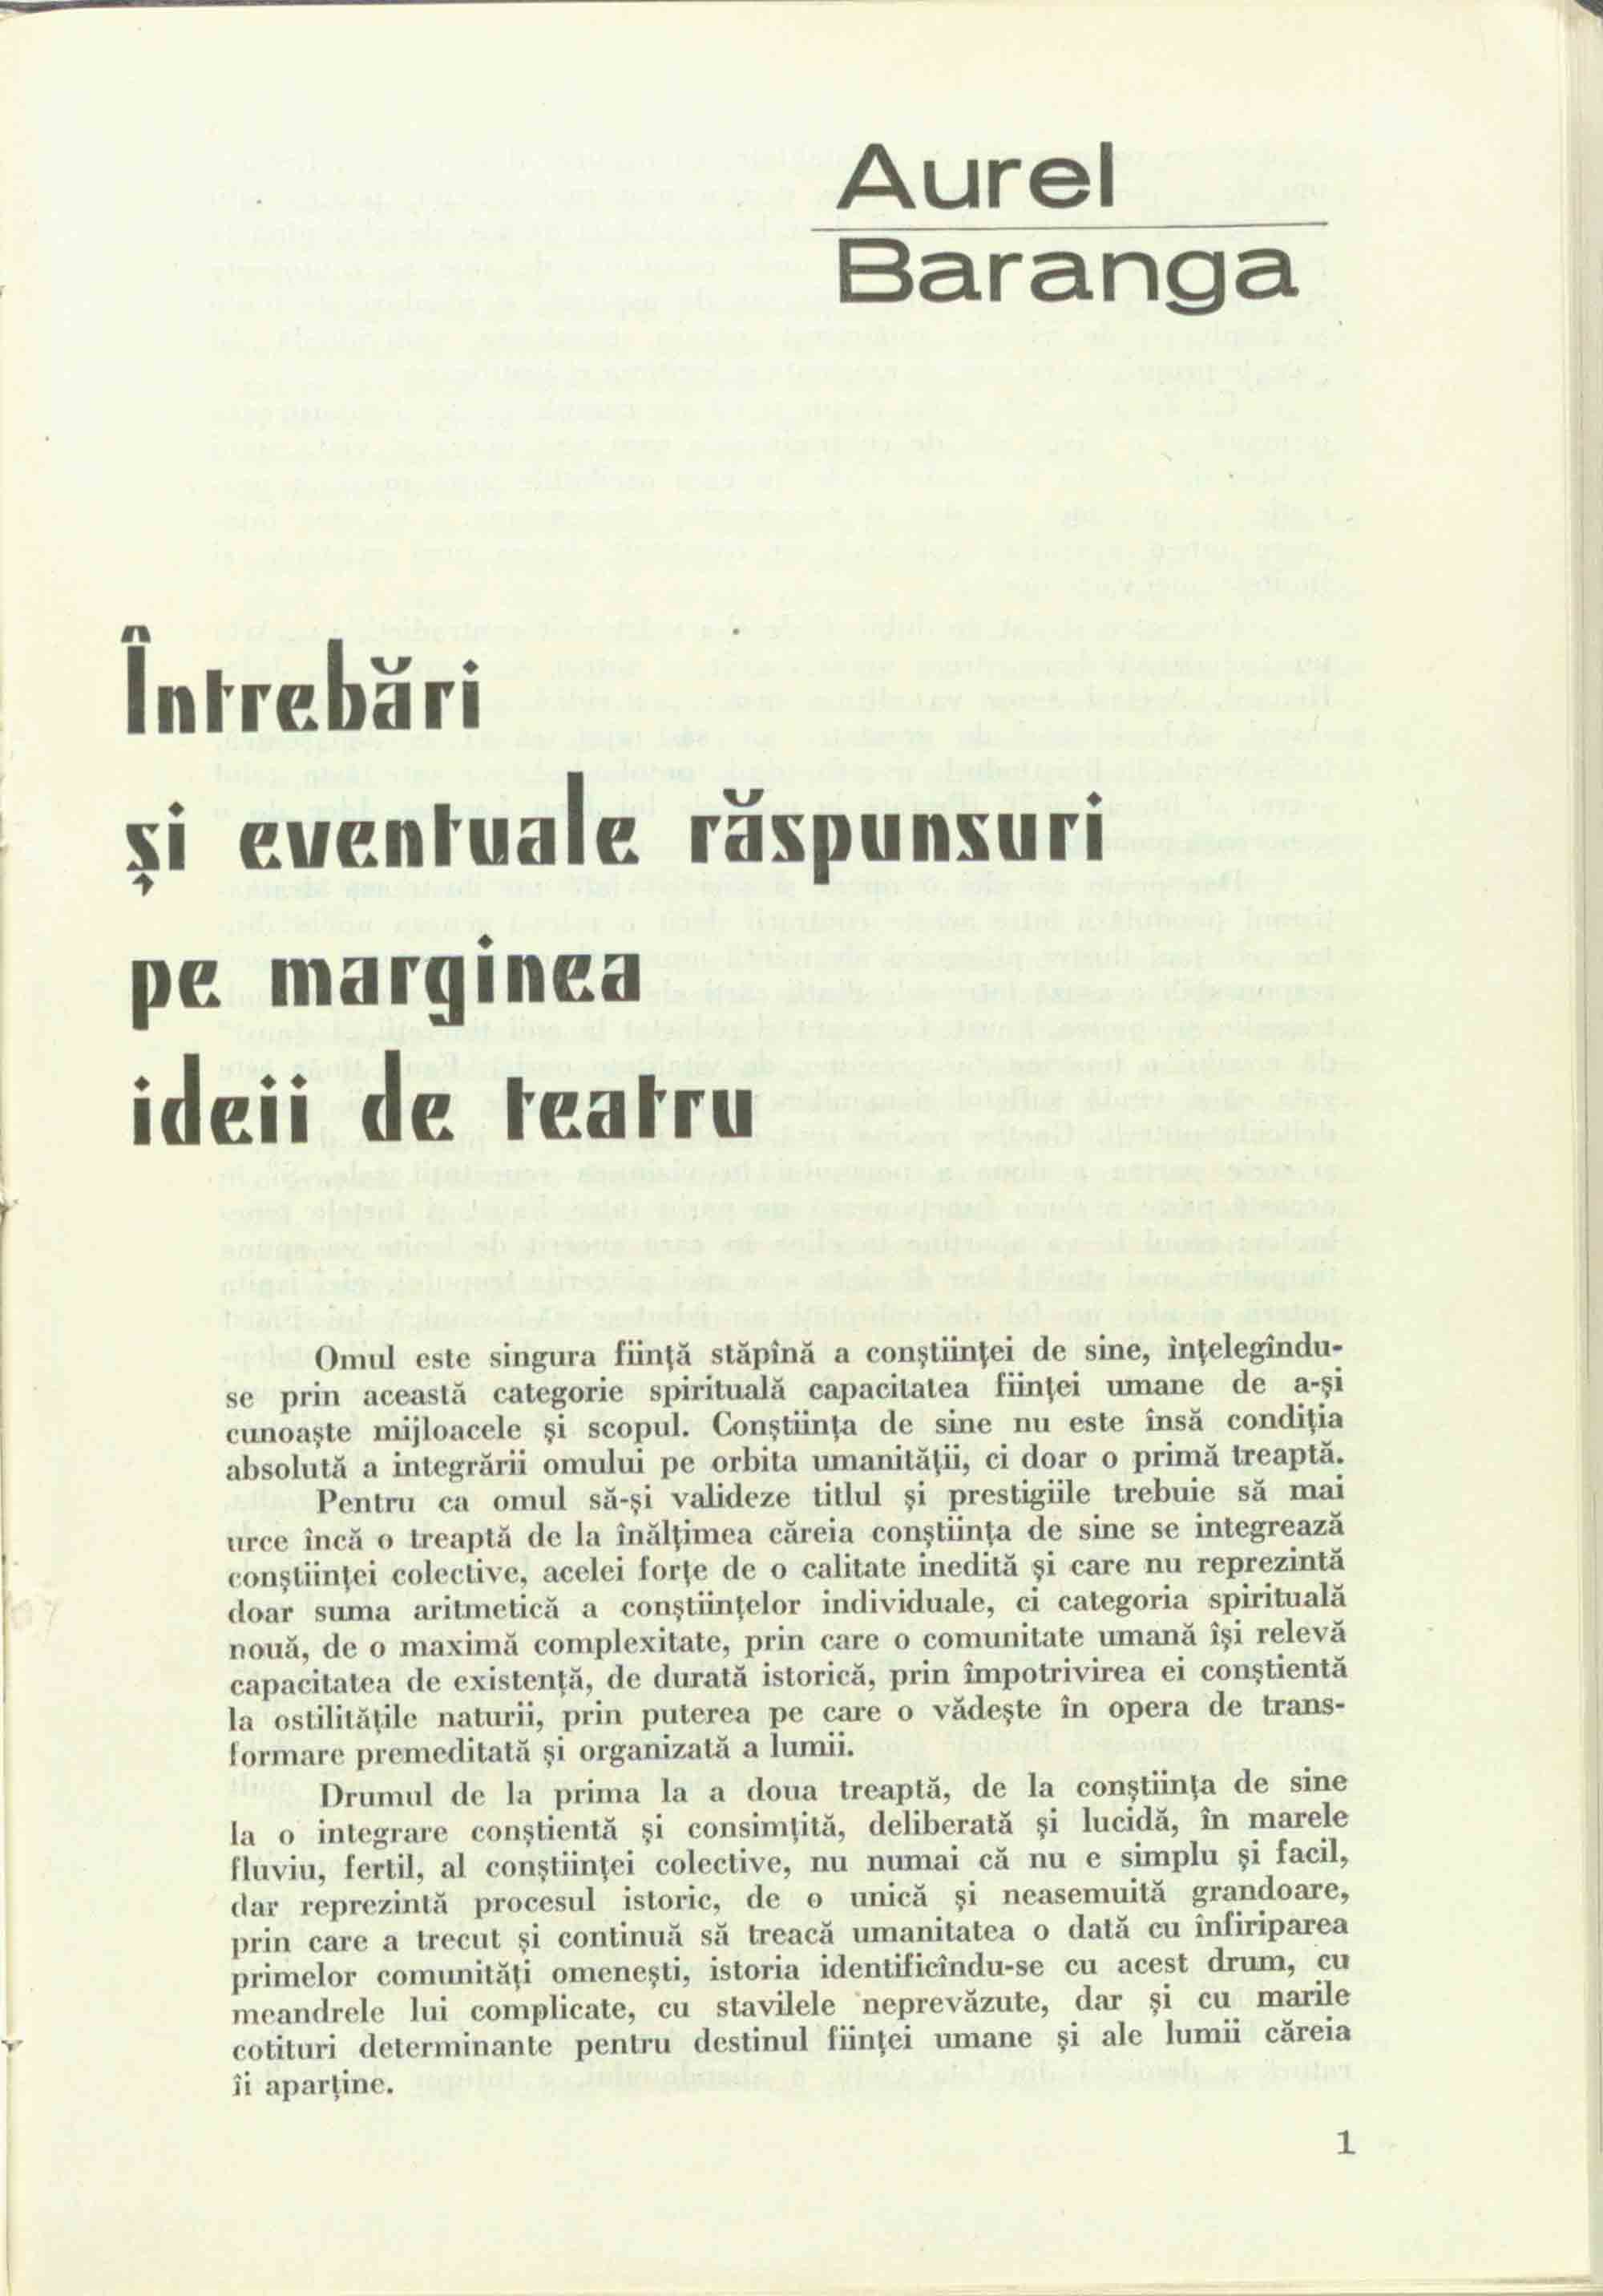 Aurel
Baranga
Întrebări
și eventuale răspunsuri
pe marginea
ideii de teatru
Omul este singura ființă stăpînă a conștiinței de sine, înțelegîndu-
se prin această categorie spirituală capacitatea ființei umane de a-și
cunoaște mijloacele și scopul. Conștiința de sine nu este însă condiția
absolută a integrării omului pe orbita umanității, ci doar o primă treaptă.
Pentru ca omul să-și valideze titlul și prestigiile trebuie să mai
urce încă o treaptă de la înălțimea căreia conștiința de sine se integrează
conștiinței colective, acelei forțe de o calitate inedită și care nu reprezintă
doar suma aritmetică a conștiințelor individuale, ci categoria spirituală
nouă, de o maximă complexitate, prin care o comunitate umană își relevă
capacitatea de existență, de durată istorică, prin împotrivirea ei conștientă
la ostilitățile naturii, prin puterea pe care o vădește în opera de trans-
formare premeditată și organizată a lumii.
Drumul de la prima la a doua treaptă, de la conștiința de sine
la o integrare conștientă și consimțită, deliberată și lucidă, în marele
fluviu, fertil, al conștiinței colective, nu numai că nu e simplu și facil,
dar reprezintă procesul istoric, de o unică și neasemuită grandoare,
prin care a trecut și continuă să treacă umanitatea o dată cu înfiriparea
primelor comunități omenești, istoria identificîndu-se cu acest drum, cu
meandrele lui complicate, cu stavilele neprevăzute, dar și cu marile
cotituri determinante pentru destinul ființei umane și ale lumii căreia
îi aparține.
1